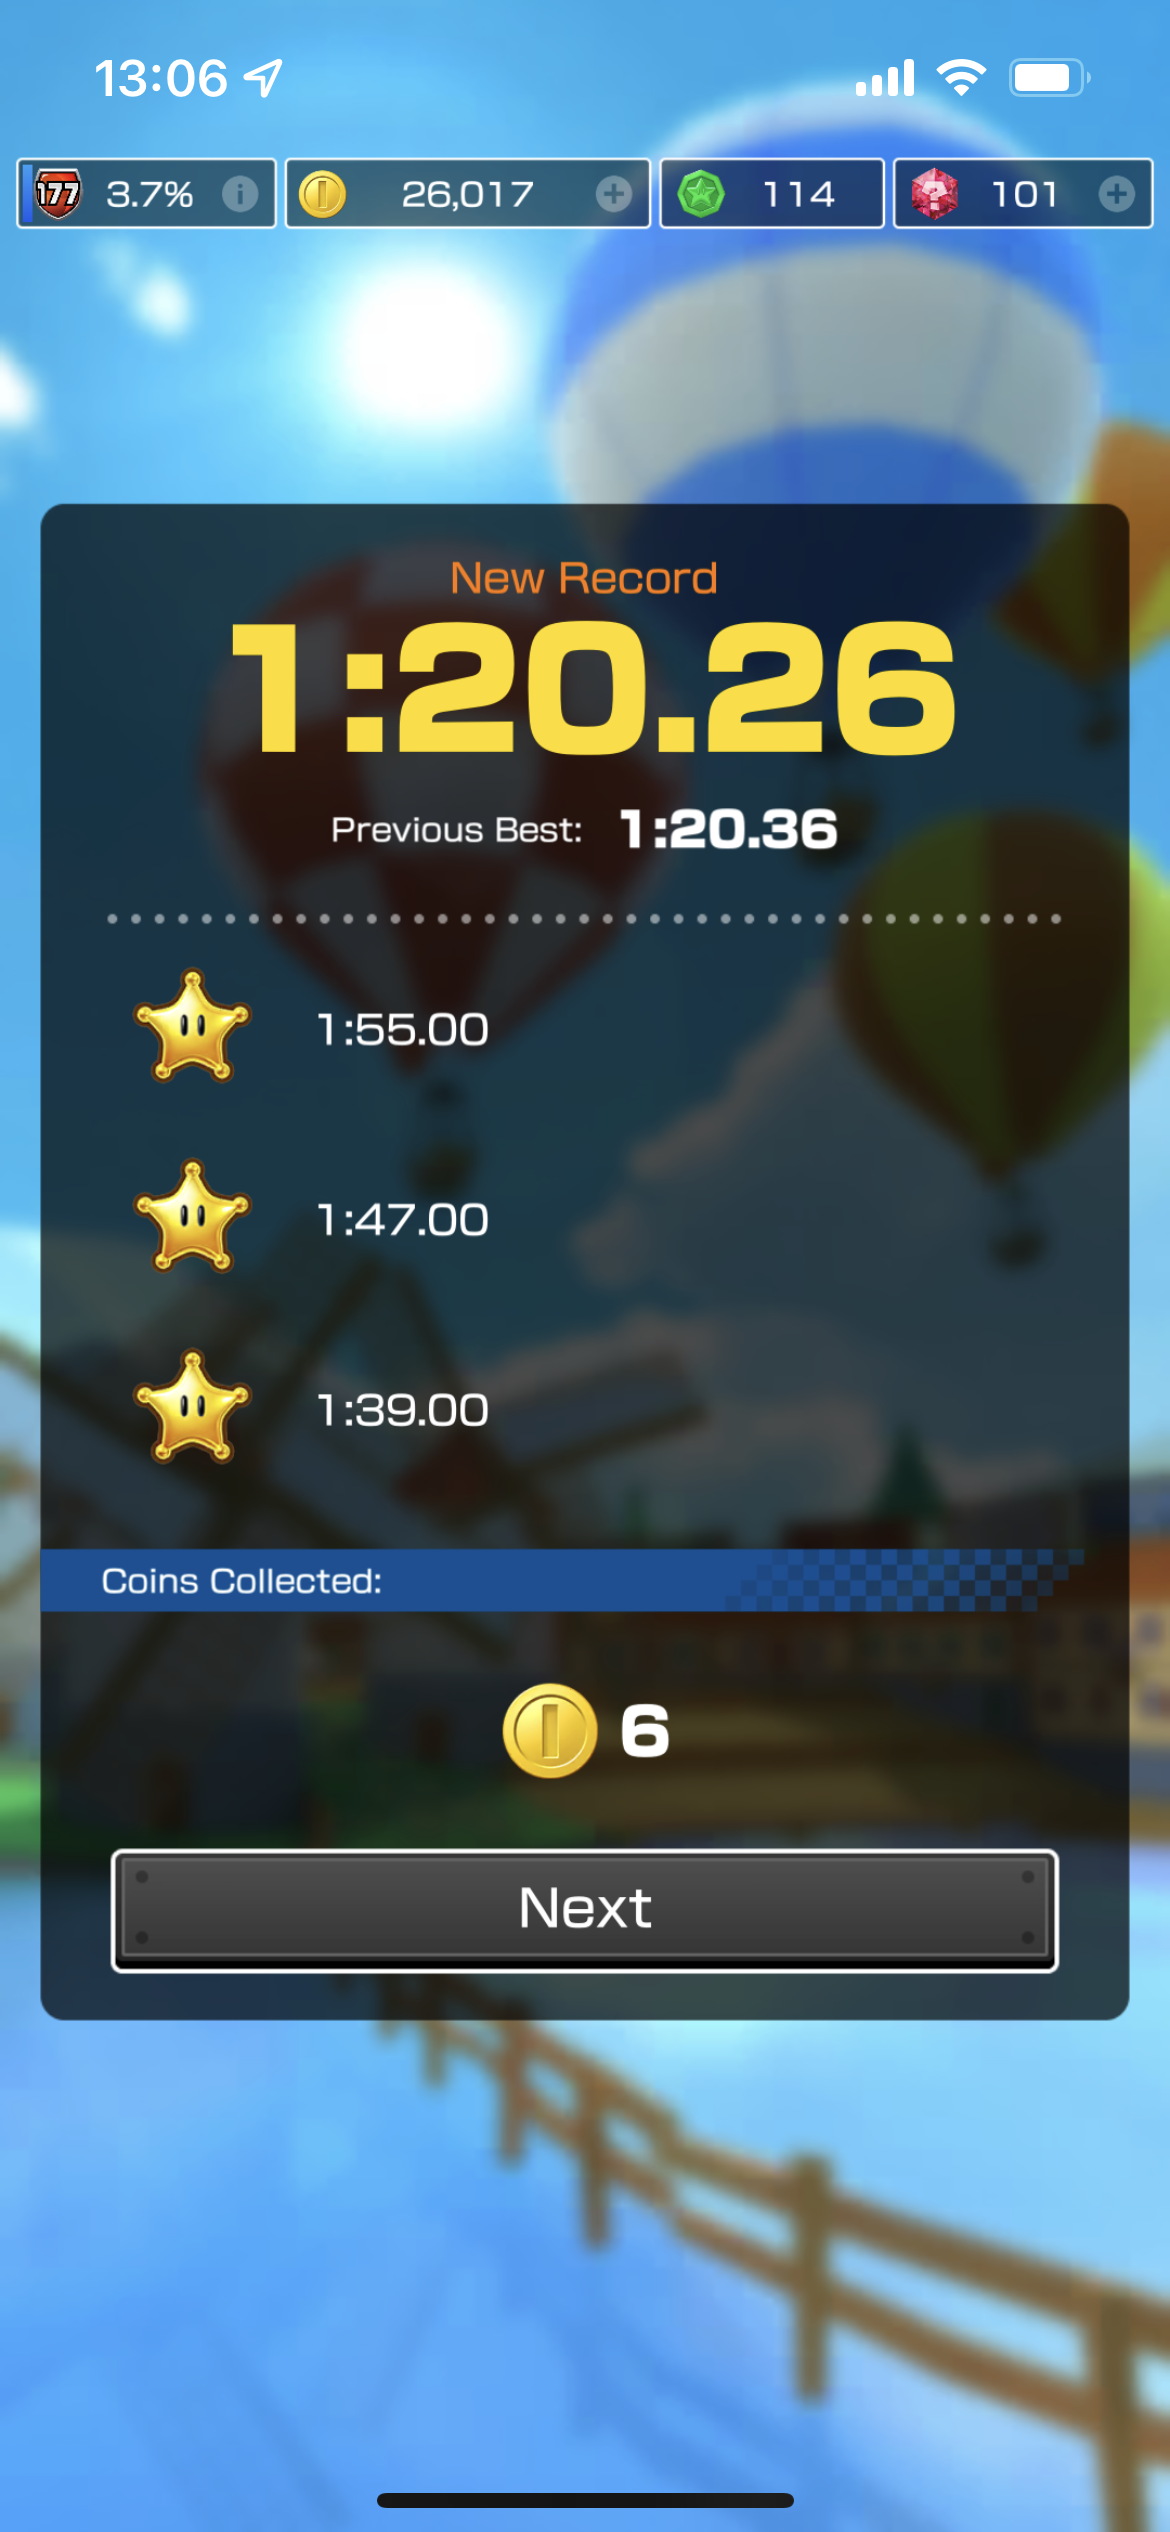 13:06
177 3.7% i 26,017 + 114 ? 101 +
New Record
1:20.26
Previous Best: 1:20.36
1:55.00
1:47.00
1:39.00
Coins Collected:
6
Next